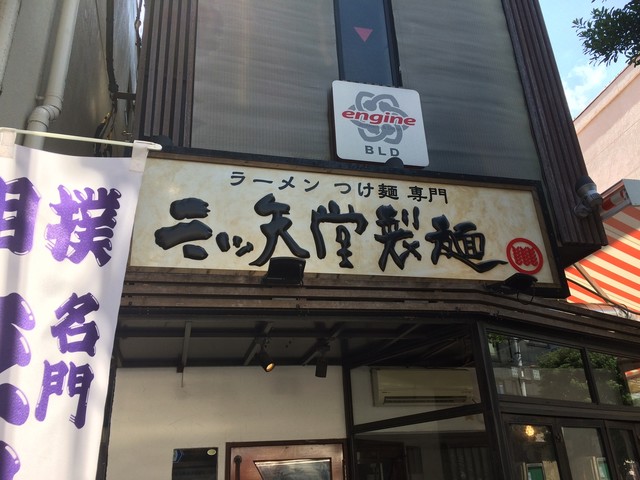 engine
BLD
ラーメン つけ麺 専門
三ツ矢堂製麺
撲
名門